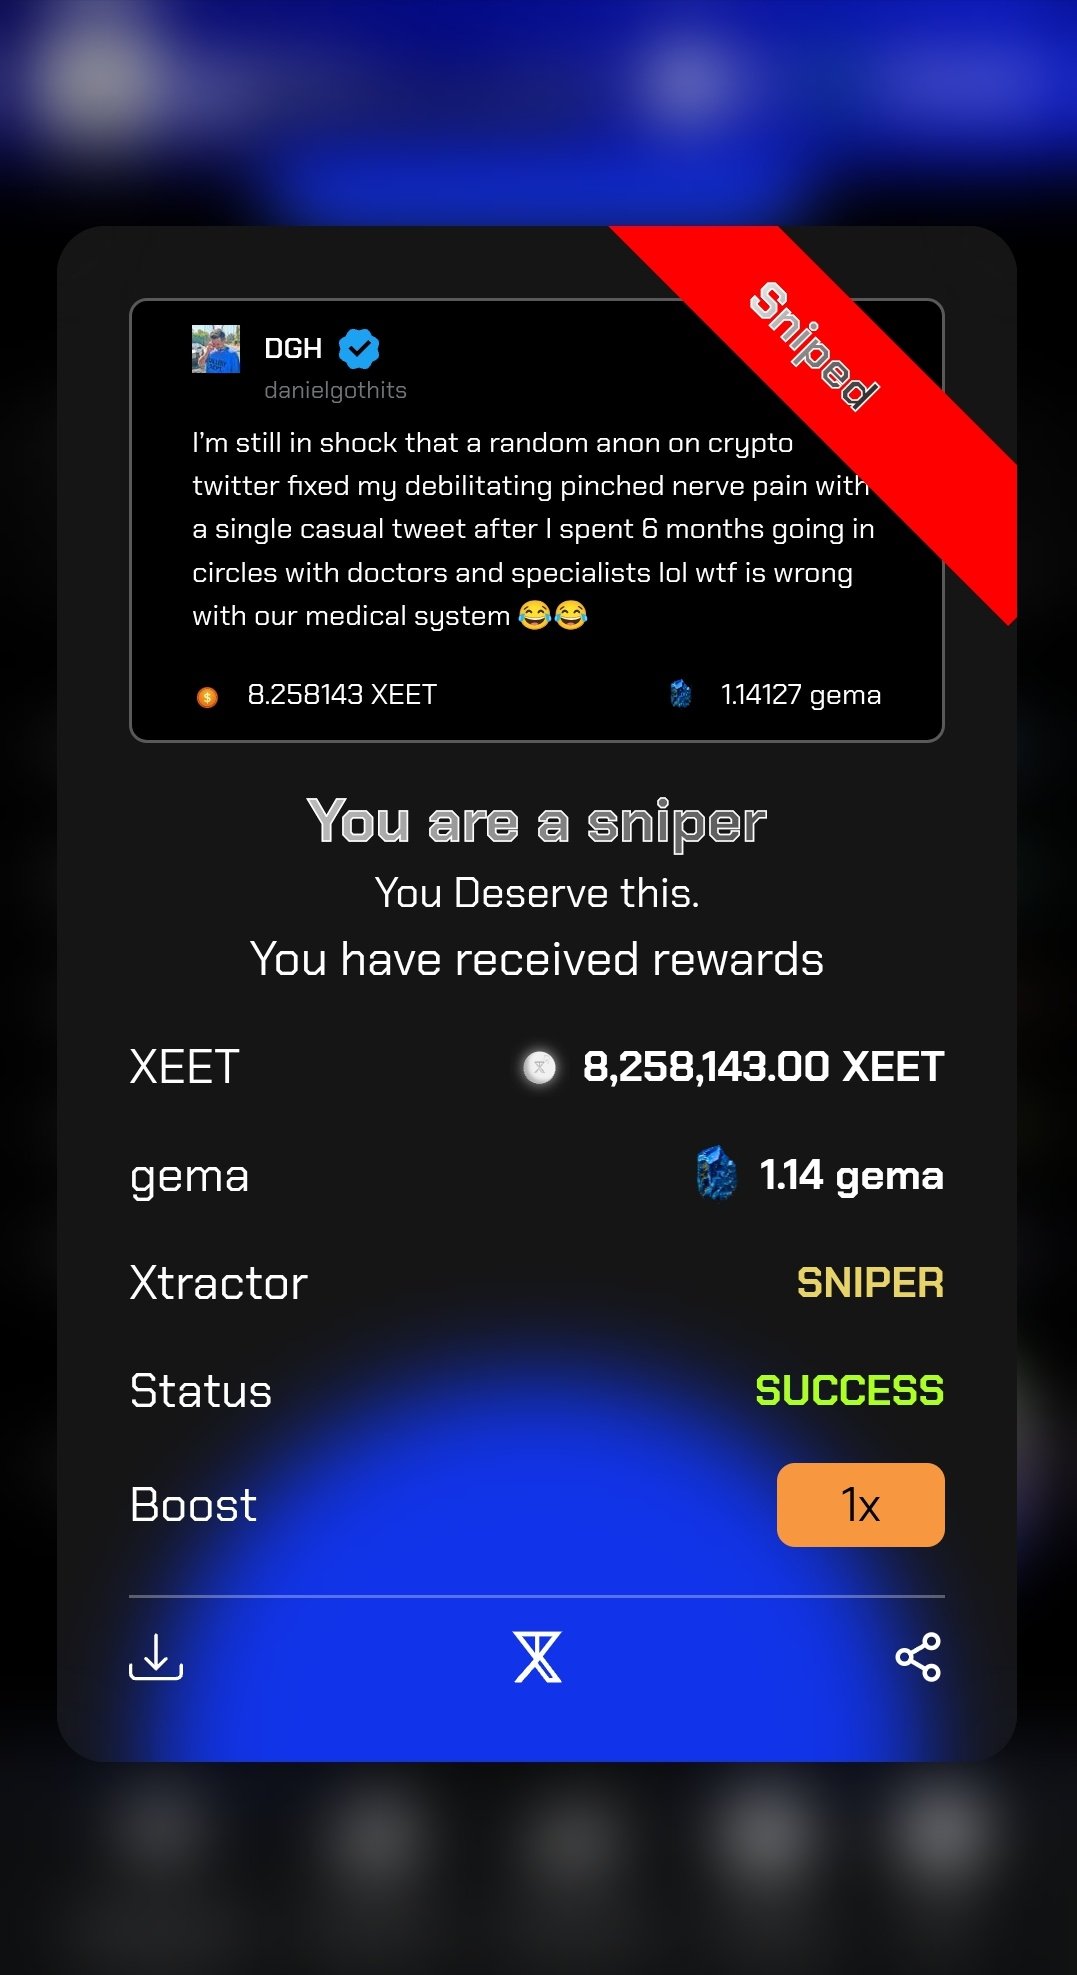 Sniped
DGH
danielgothits
I'm still in shock that a random anon on crypto
twitter fixed my debilitating pinched nerve pain with
a single casual tweet after I spent 6 months going in
circles with doctors and specialists lol wtf is wrong
with our medical system 😂😂
8.258143 XEET 1.14127 gema
You are a sniper
You Deserve this.
You have received rewards
XEET 8,258,143.00 XEET
gema 1.14 gema
Xtractor SNIPER
Status SUCCESS
Boost 1x